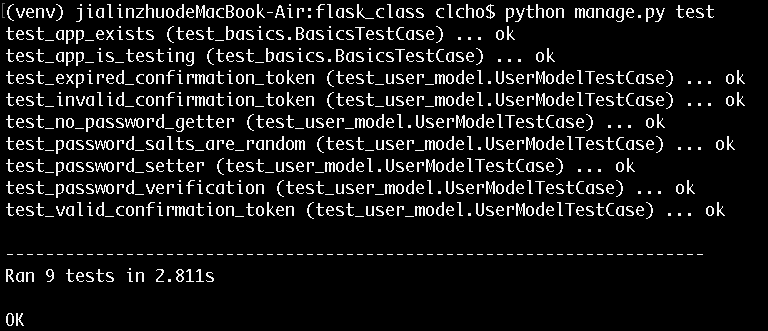 (venv) jialinzhuodeMacBook-Air:flask_class clcho$ python manage.py test
test_app_exists (test_basics.BasicsTestCase) ... ok
test_app_is_testing (test_basics.BasicsTestCase) ... ok
test_expired_confirmation_token (test_user_model.UserModelTestCase) ... ok
test_invalid_confirmation_token (test_user_model.UserModelTestCase) ... ok
test_no_password_getter (test_user_model.UserModelTestCase) ... ok
test_password_salts_are_random (test_user_model.UserModelTestCase) ... ok
test_password_setter (test_user_model.UserModelTestCase) ... ok
test_password_verification (test_user_model.UserModelTestCase) ... ok
test_valid_confirmation_token (test_user_model.UserModelTestCase) ... ok
----------------------------------------------------------------------
Ran 9 tests in 2.811s
OK